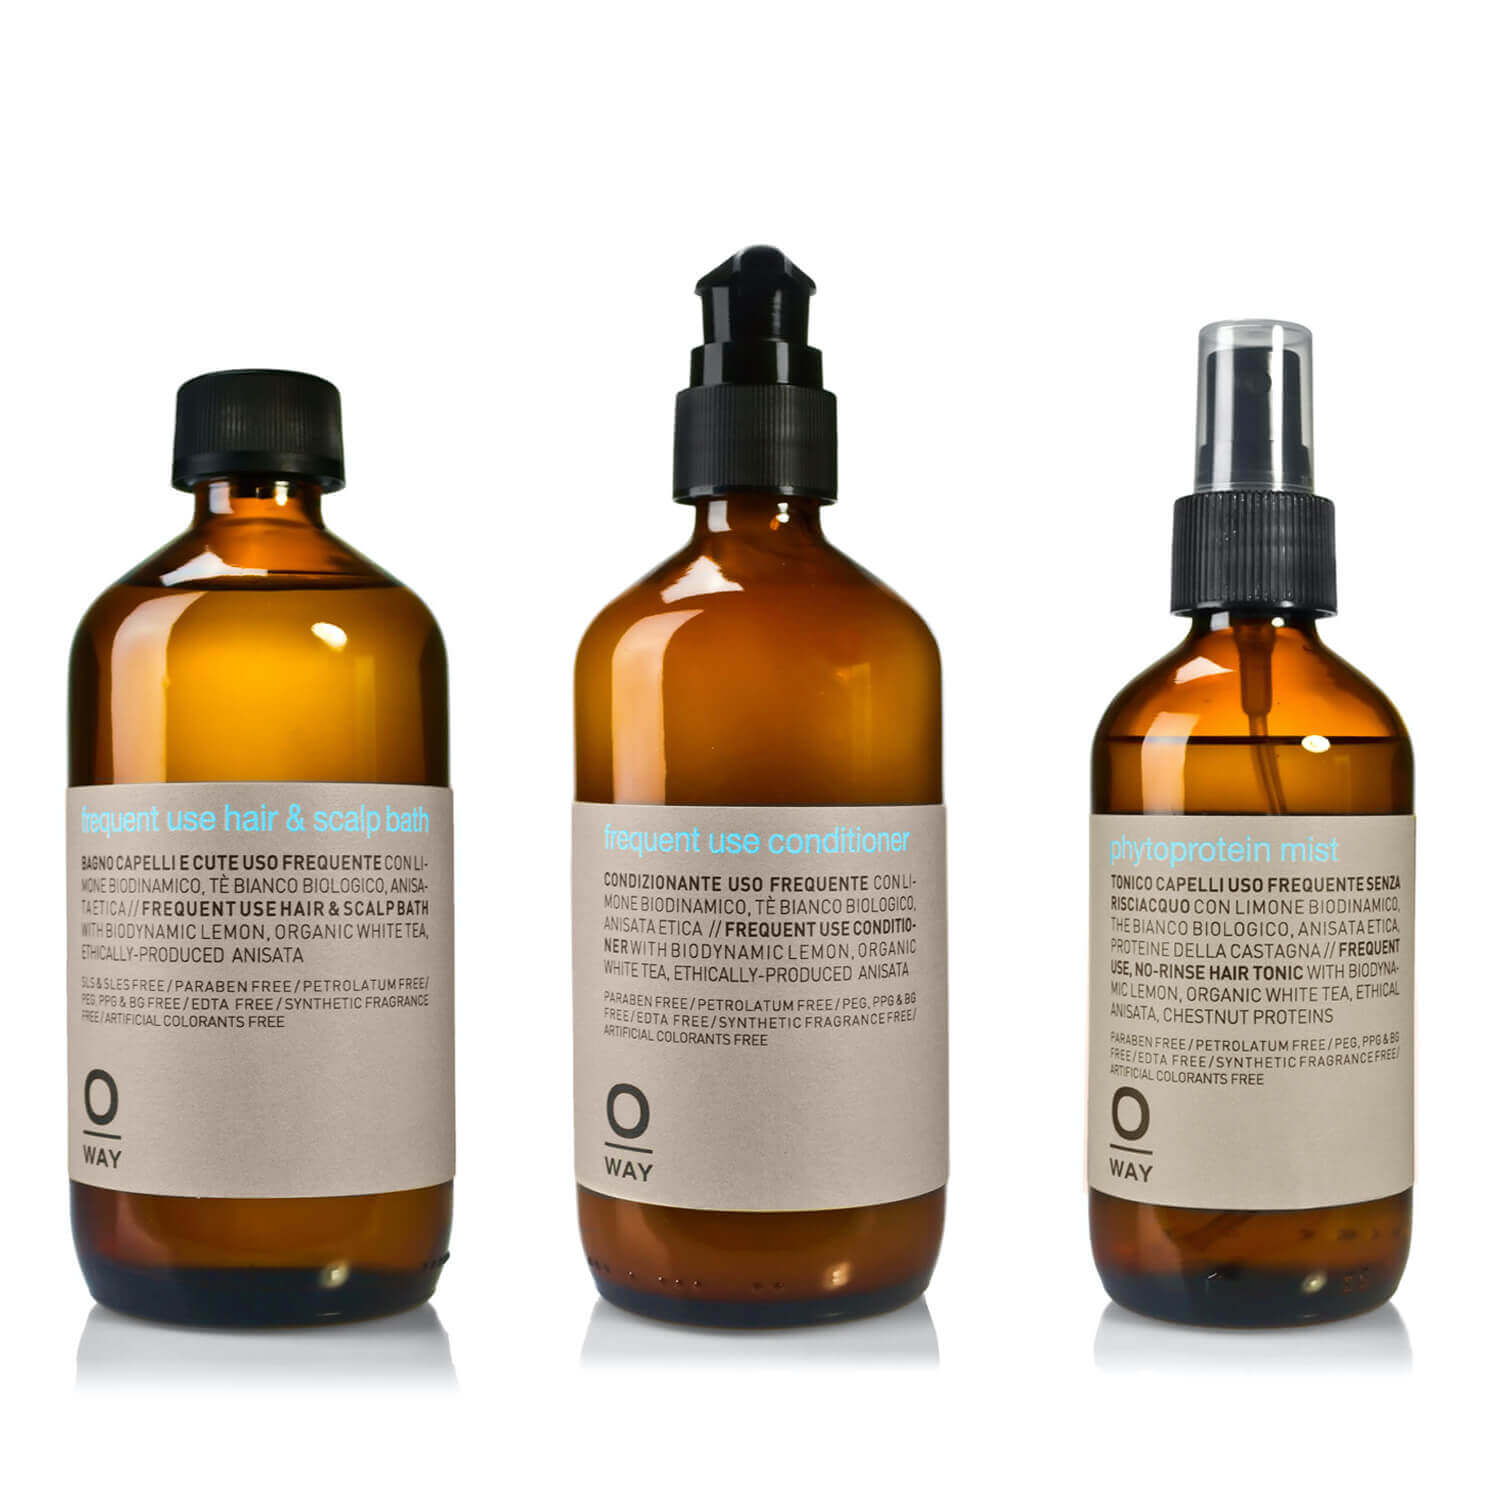 frequent use hair & scalp bath
BAGNO CAPELLI E CUTE USO FREQUENTE CON LI-
MONE BIODINAMICO, TÈ BIANCO BIOLOGICO, ANISA-
TA ETICA // FREQUENT USE HAIR & SCALP BATH
WITH BIODYNAMIC LEMON, ORGANIC WHITE TEA,
ETHICALLY-PRODUCED ANISATA
SLS & SLES FREE / PARABEN FREE / PETROLATUM FREE /
PEG, PPG & BG FREE / EDTA FREE / SYNTHETIC FRAGRANCE
FREE / ARTIFICIAL COLORANTS FREE
O
WAY
frequent use conditioner
CONDIZIONANTE USO FREQUENTE CON LI-
MONE BIODINAMICO, TÈ BIANCO BIOLOGICO,
ANISATA ETICA // FREQUENT USE CONDITIO-
NER WITH BIODYNAMIC LEMON, ORGANIC
WHITE TEA, ETHICALLY-PRODUCED ANISATA
PARABEN FREE / PETROLATUM FREE / PEG, PPG & BG
FREE / EDTA FREE / SYNTHETIC FRAGRANCE FREE /
ARTIFICIAL COLORANTS FREE
O
WAY
phytoprotein mist
TONICO CAPELLI USO FREQUENTE SENZA
RISCIACQUO CON LIMONE BIODINAMICO,
THE BIANCO BIOLOGICO, ANISATA ETICA,
PROTEINE DELLA CASTAGNA // FREQUENT
USE, NO-RINSE HAIR TONIC WITH BIODYNA-
MIC LEMON, ORGANIC WHITE TEA, ETHICAL
ANISATA, CHESTNUT PROTEINS
PARABEN FREE / PETROLATUM FREE / PEG, PPG & BG
FREE / EDTA FREE / SYNTHETIC FRAGRANCE FREE /
ARTIFICIAL COLORANTS FREE
O
WAY